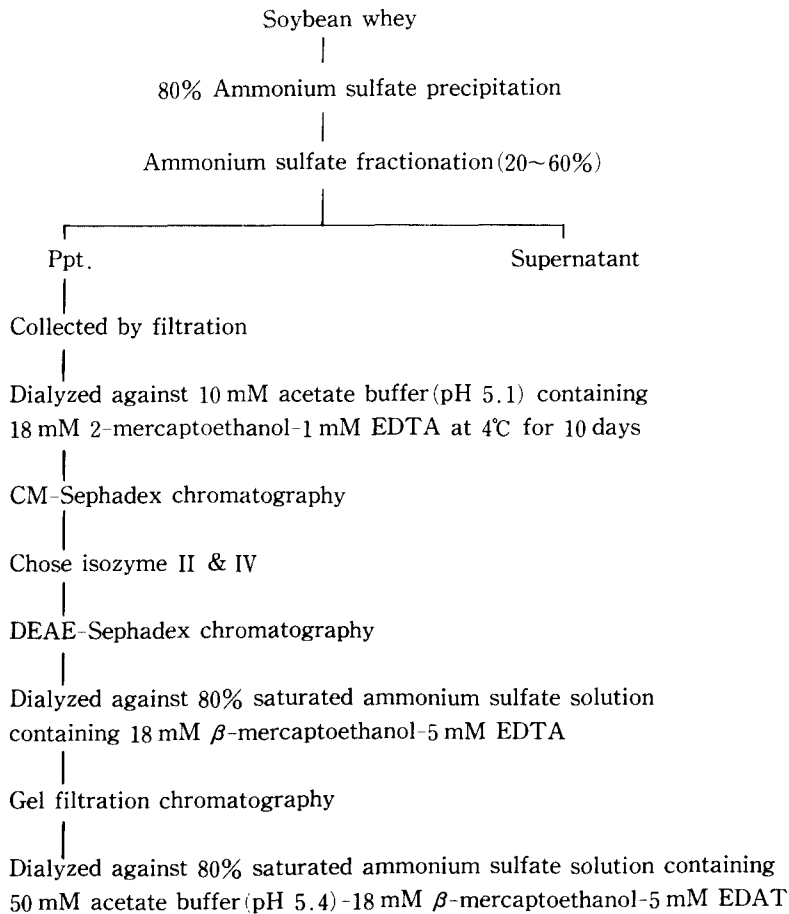 Soybean whey
80% Ammonium sulfate precipitation
Ammonium sulfate fractionation(20~60%)
Ppt.
Supernatant
Collected by filtration
Dialyzed against 10 mM acetate buffer(pH 5.1) containing
18 mM 2-mercaptoethanol-1 mM EDTA at 4℃ for 10 days
CM-Sephadex chromatography
Chose isozyme II & IV
DEAE-Sephadex chromatography
Dialyzed against 80% saturated ammonium sulfate solution
containing 18 mM β-mercaptoethanol-5 mM EDTA
Gel filtration chromatography
Dialyzed against 80% saturated ammonium sulfate solution containing
50 mM acetate buffer(pH 5.4)-18 mM β-mercaptoethanol-5 mM EDAT